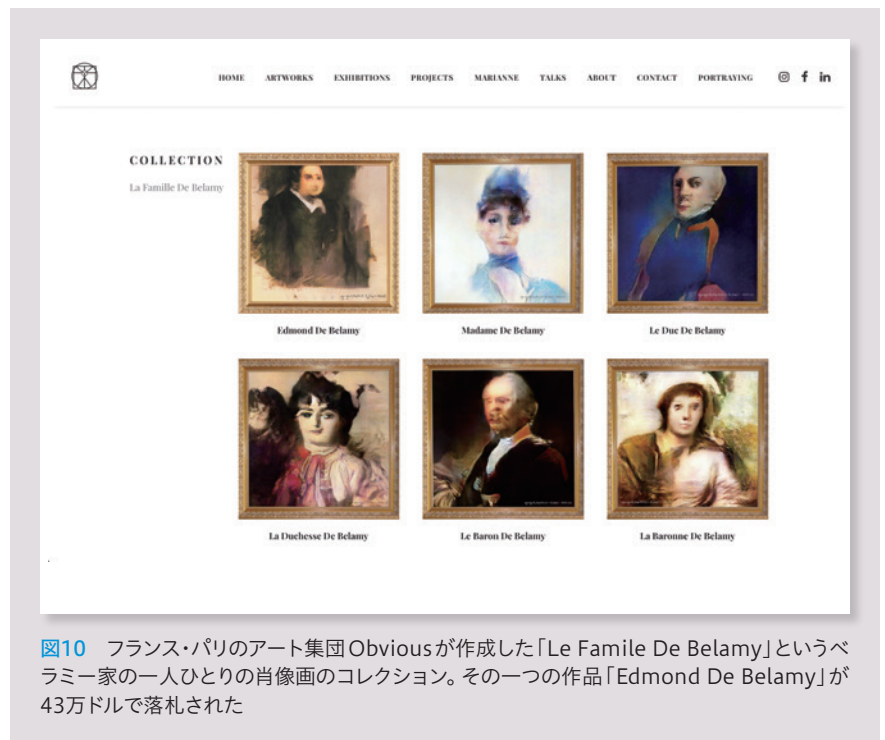 HOME ARTWORKS EXHIBITIONS PROJECTS MARIANNE TALKS ABOUT CONTACT PORTRAYING
COLLECTION
La Famille De Belamy
Edmond De Belamy
Madame De Belamy
Le Duc De Belamy
La Duchesse De Belamy
Le Baron De Belamy
La Baronne De Belamy
図10 フランス・パリのアート集団Obviousが作成した「Le Famile De Belamy」というベ
ラミー家の一人ひとりの肖像画のコレクション。その一つの作品「Edmond De Belamy」が
43万ドルで落札された